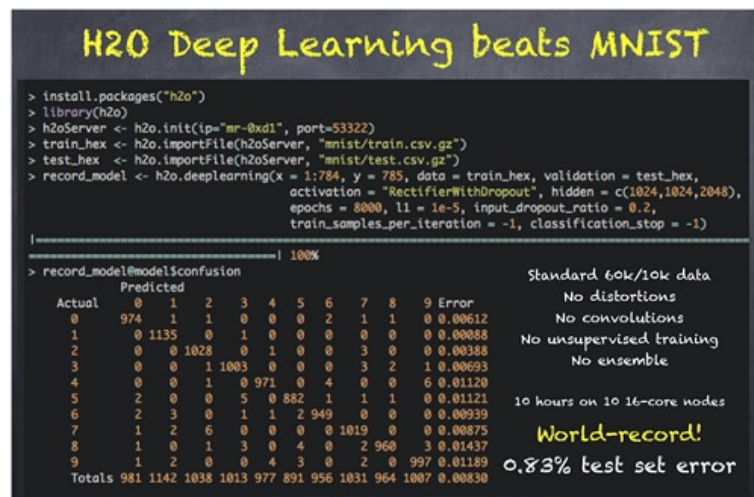 H2O Deep Learning beats MNIST
> install.packages("h2o")
> library(h2o)
> h2oServer <- h2o.init(ip="mr-0xd1", port=53322)
> train_hex <- h2o.importFile(h2oServer, "mnist/train.csv.gz")
> test_hex <- h2o.importFile(h2oServer, "mnist/test.csv.gz")
> record_model <- h2o.deeplearning(x = 1:784, y = 785, data = train_hex, validation = test_hex,
activation = "RectifierWithDropout", hidden = c(1024,1024,2048),
epochs = 8000, l1 = 1e-5, input_dropout_ratio = 0.2,
train_samples_per_iteration = -1, classification_stop = -1)
| 100%
> record_model@model$confusion
Predicted
Actual 0 1 2 3 4 5 6 7 8 9 Error
0 974 1 1 0 0 0 2 1 1 0 0.00612
1 0 1135 0 1 0 0 0 0 0 0 0.00088
2 0 0 1028 0 1 0 0 3 0 0 0.00388
3 0 0 1 1003 0 0 0 3 2 1 0.00693
4 0 0 1 0 971 0 4 0 0 6 0.01120
5 2 0 0 5 0 882 1 1 1 0 0.01121
6 2 3 0 1 1 2 949 0 0 0 0.00939
7 1 2 6 0 0 0 0 1019 0 0 0.00875
8 1 0 1 3 0 4 0 2 960 3 0.01437
9 1 2 0 0 4 3 0 2 0 997 0.01189
Totals 981 1142 1038 1013 977 891 956 1031 964 1007 0.00830
Standard 60k/10k data
No distortions
No convolutions
No unsupervised training
No ensemble
10 hours on 10 16-core nodes
World-record!
0.83% test set error